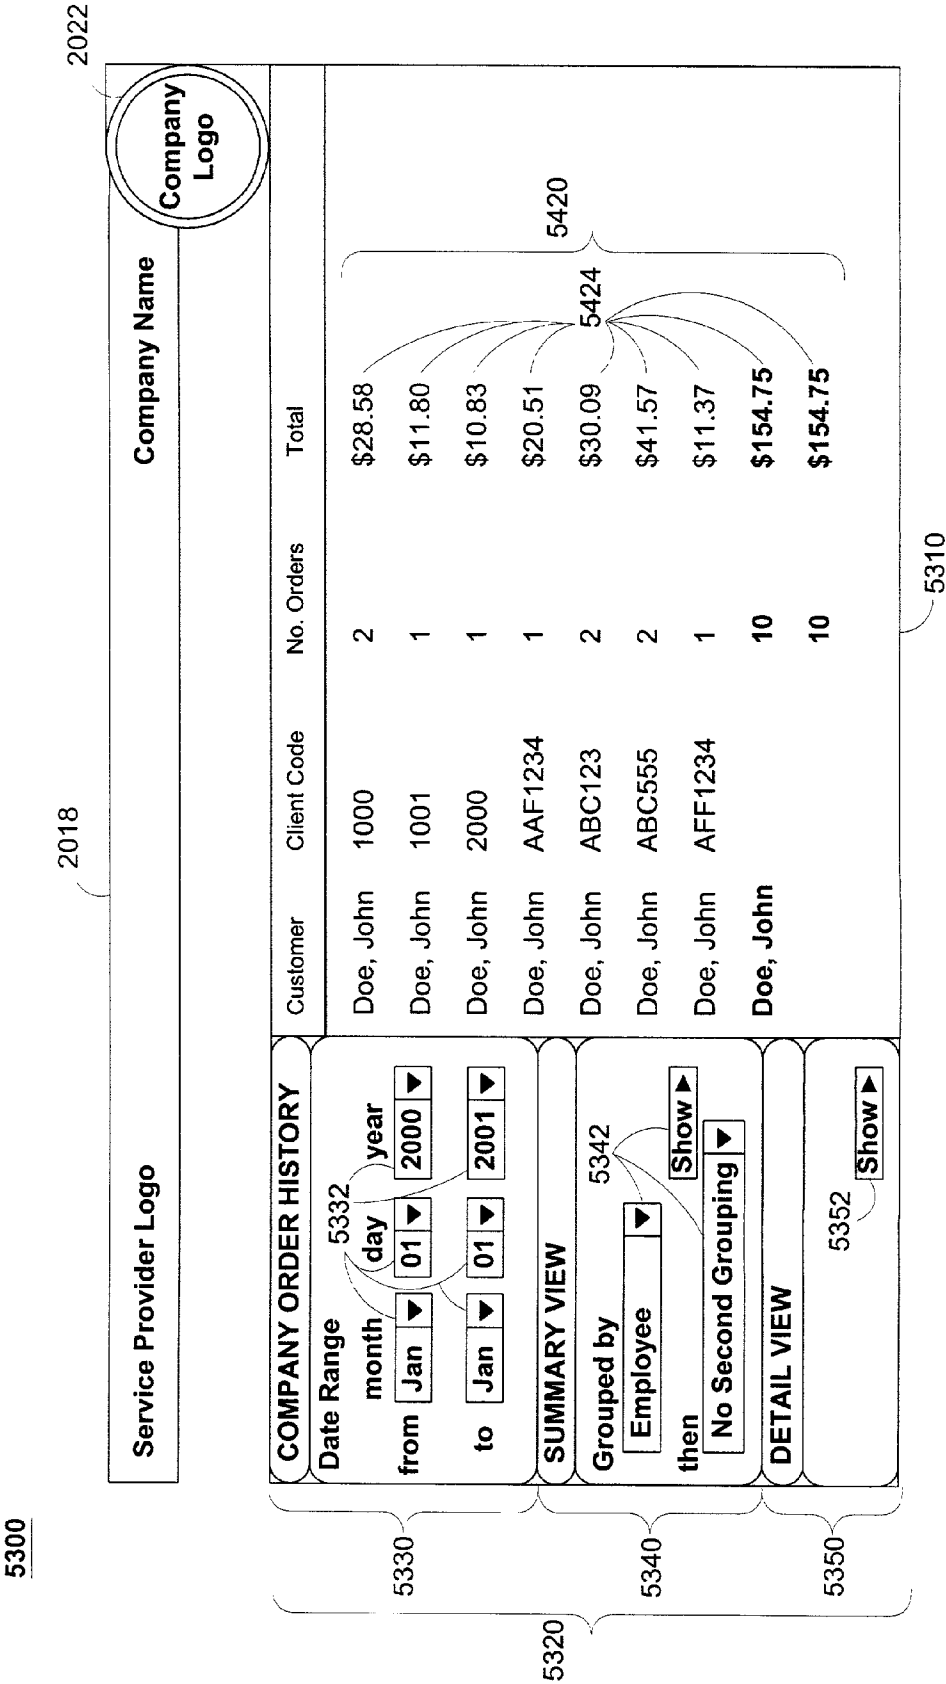 5300
2018
2022
Service Provider Logo
Company Name
Company
Logo
COMPANY ORDER HISTORY
Date Range
month day year
5332
from Jan 01 2000
to Jan 01 2001
SUMMARY VIEW
Grouped by
5342
Employee
Show
then
No Second Grouping
DETAIL VIEW
5352
Show
Customer Client Code No. Orders Total
Doe, John 1000 2 $28.58
Doe, John 1001 1 $11.80
Doe, John 2000 1 $10.83
Doe, John AAF1234 1 $20.51
Doe, John ABC123 2 $30.09
Doe, John ABC555 2 $41.57
Doe, John AFF1234 1 $11.37
Doe, John 10 $154.75
10 $154.75
5424
5420
5330
5340
5350
5320
5310